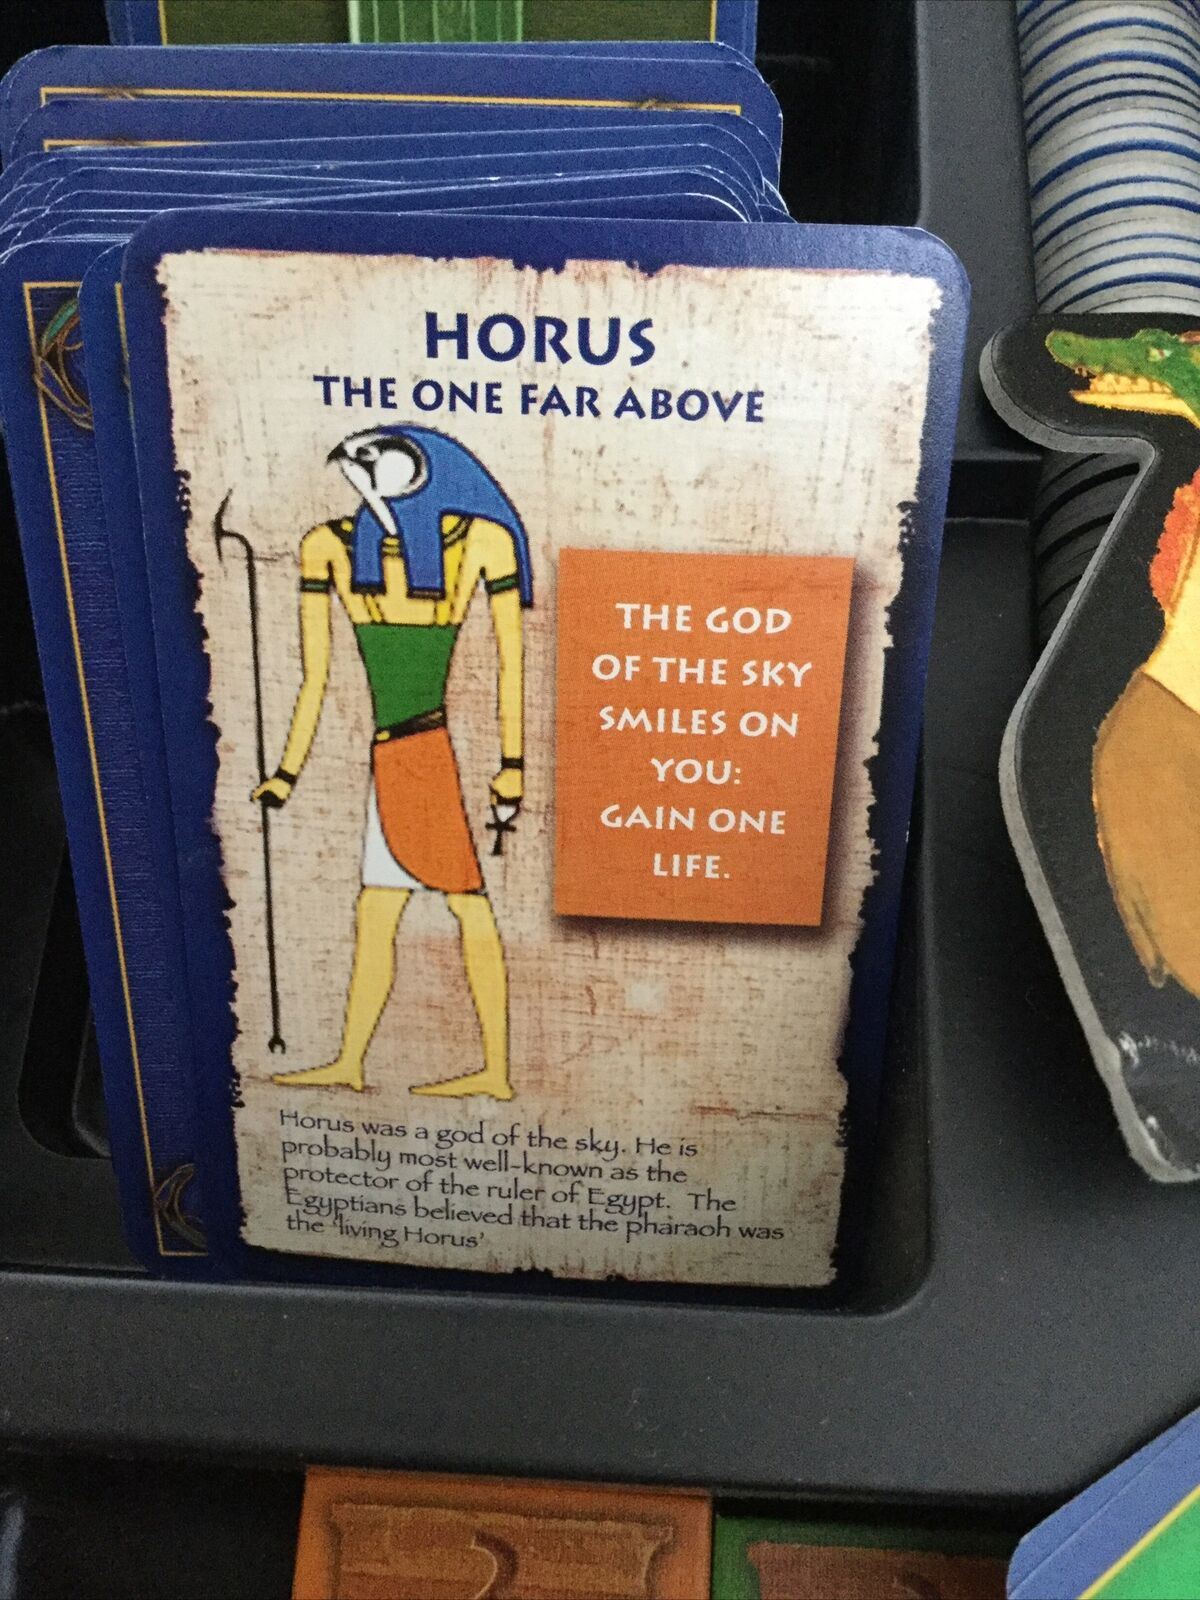 HORUS
THE ONE FAR ABOVE
THE GOD
OF THE SKY
SMILES ON
YOU:
GAIN ONE
LIFE.
Horus was a god of the sky. He is
probably most well-known as the
protector of the ruler of Egypt. The
Egyptians believed that the pharaoh was
the 'living Horus'